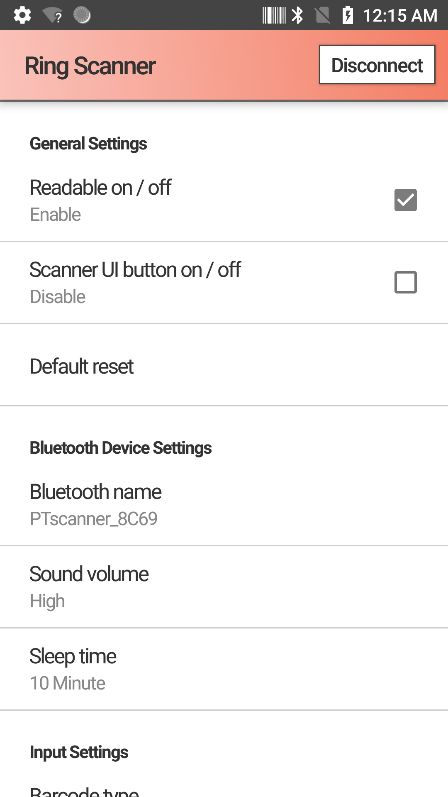 12:15 AM
Ring Scanner
Disconnect
General Settings
Readable on / off
Enable
Scanner UI button on / off
Disable
Default reset
Bluetooth Device Settings
Bluetooth name
PTscanner_8C69
Sound volume
High
Sleep time
10 Minute
Input Settings
Barcode type